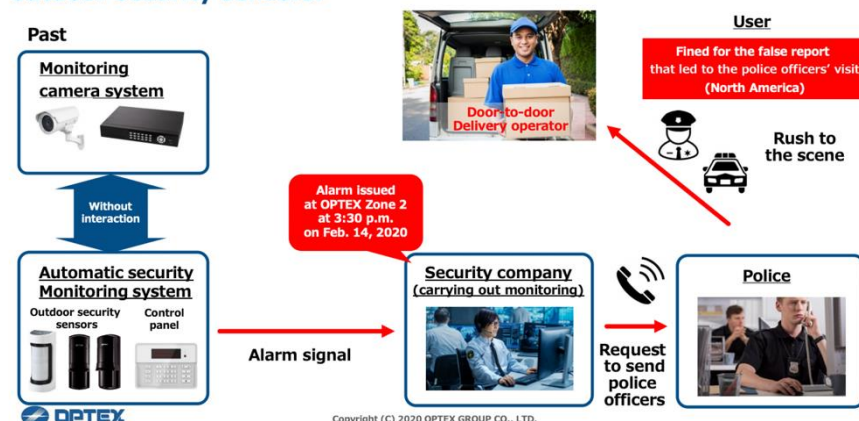 Past
Monitoring
camera system
Without
interaction
Automatic security
Monitoring system
Outdoor security
sensors
Control
panel
Alarm signal
Alarm issued
at OPTEX Zone 2
at 3:30 p.m.
on Feb. 14, 2020
Security company
(carrying out monitoring)
Request
to send
police
officers
Police
Rush to
the scene
Door-to-door
Delivery operator
User
Fined for the false report
that led to the police officers' visit
(North America)
OPTEX
Copyright (C) 2020 OPTEX GROUP CO., LTD.